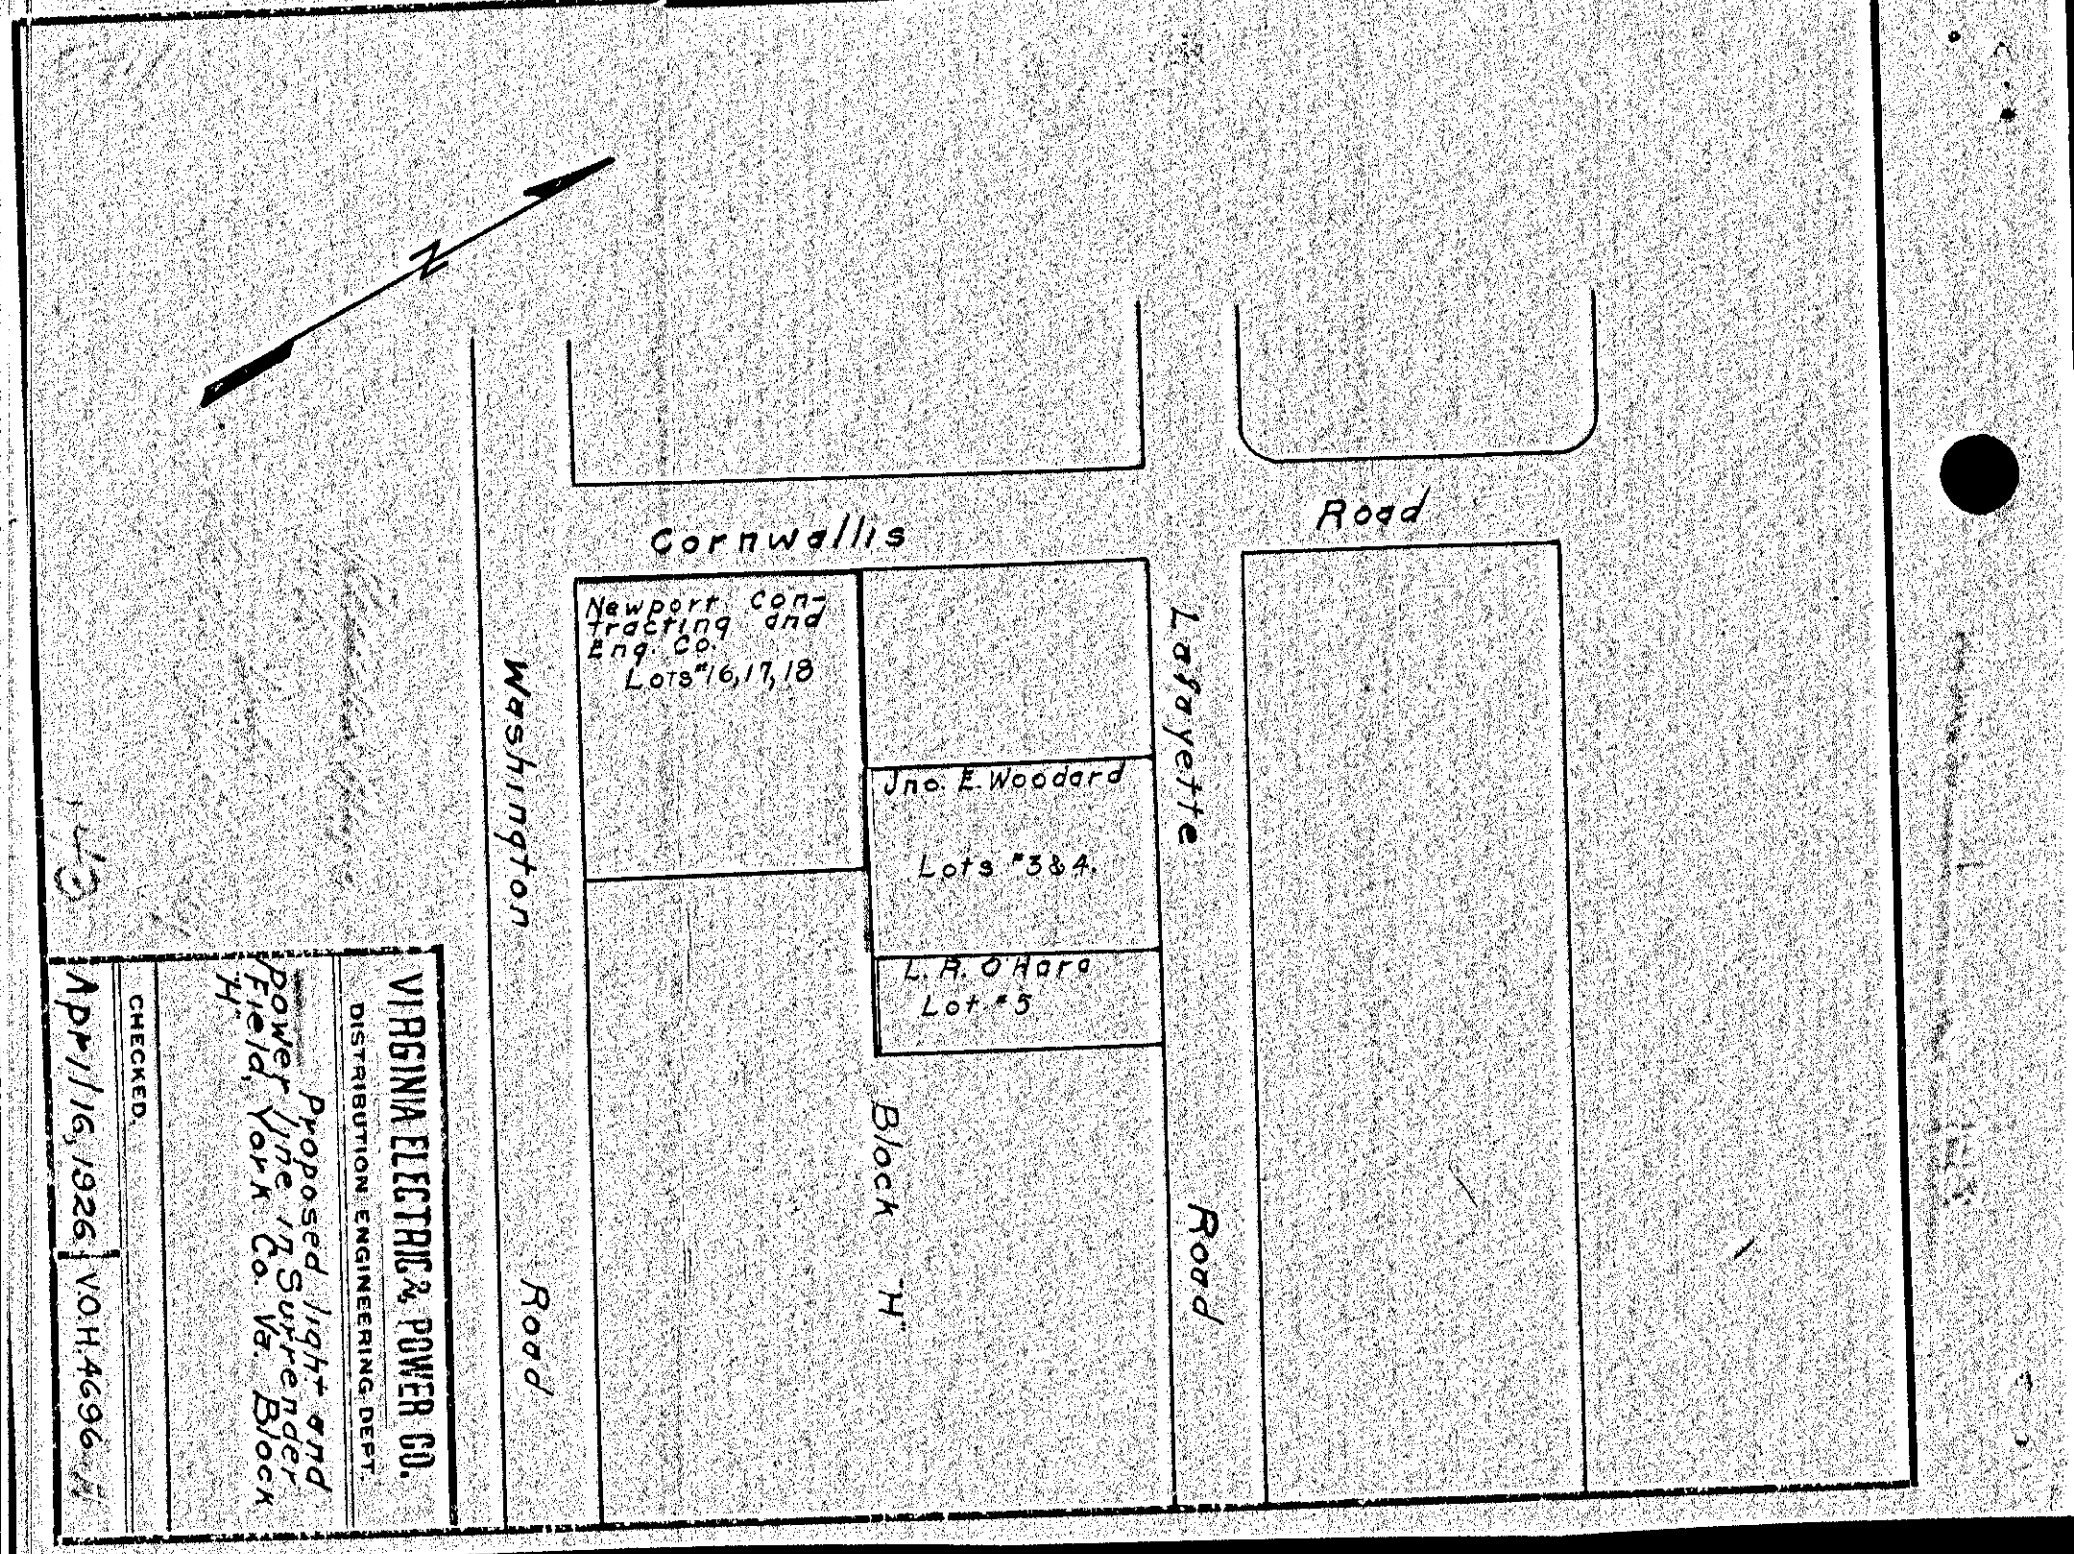 Cornwallis Road
Newport Con-
tracting and
Eng. Co.
Lots #16,17,18
Jno. E. Woodard
Lots #3&4.
L. R. O Hara
Lot #5
Washington Road
Lafayette Road
Block "H"
N
VIRGINIA ELECTRIC & POWER CO.
DISTRIBUTION ENGINEERING DEPT.
Proposed light and
power line in Surrender
Field, York Co. Va. Block
"H"
CHECKED.
April 16, 1926 V.O.H. 4696-H